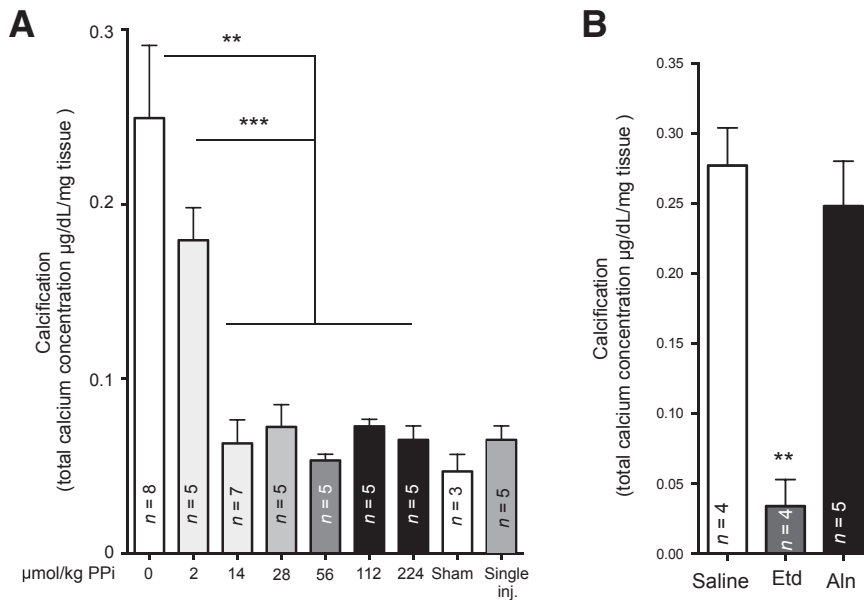 A
0.3
0.2
0.1
0
Calcification
(total calcium concentration µg/dL/mg tissue )
**
***
n = 8
n = 5
n = 7
n = 5
n = 5
n = 5
n = 5
n = 3
n = 5
µmol/kg PPi 0 2 14 28 56 112 224 Sham Single
inj.
B
0.35
0.30
0.25
0.20
0.15
0.10
0.05
0.00
Calcification
(total calcium concentration µg/dL/mg tissue )
**
n = 4
n = 4
n = 5
Saline Etd Aln